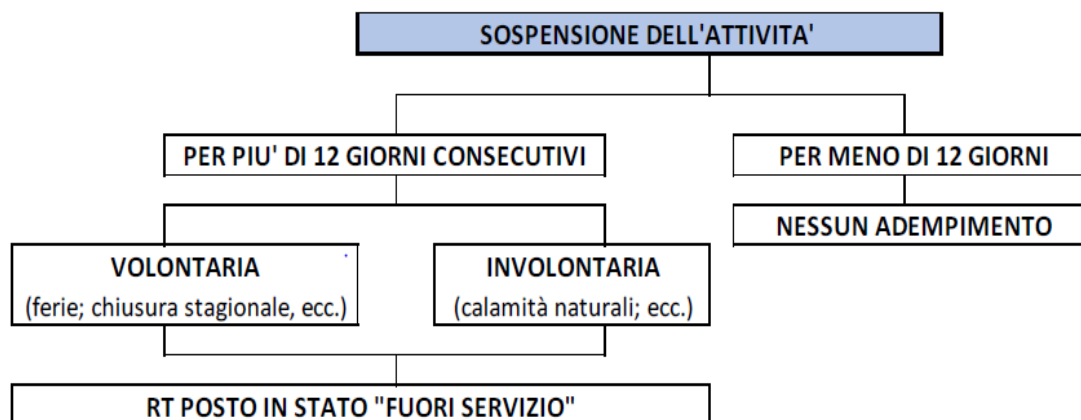 SOSPENSIONE DELL'ATTIVITA'
PER PIU' DI 12 GIORNI CONSECUTIVI
PER MENO DI 12 GIORNI
NESSUN ADEMPIMENTO
VOLONTARIA
(ferie; chiusura stagionale, ecc.)
INVOLONTARIA
(calamità naturali; ecc.)
RT POSTO IN STATO "FUORI SERVIZIO"